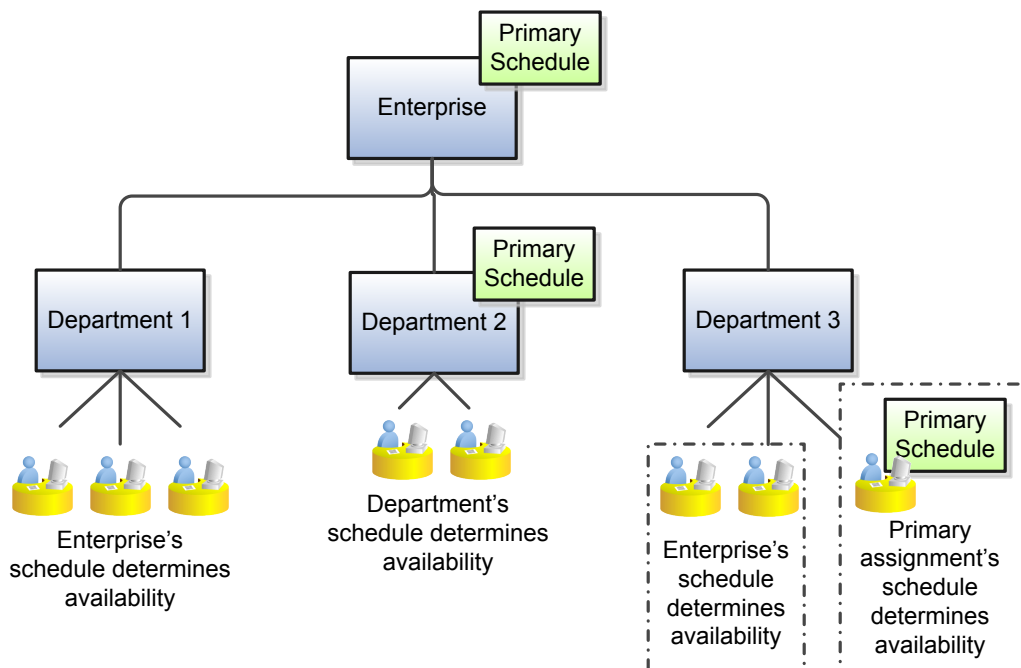 Primary
Schedule
Enterprise
Primary
Schedule
Department 1
Department 2
Department 3
Primary
Schedule
Enterprise’s
schedule determines
availability
Department’s
schedule determines
availability
Enterprise’s
schedule
determines
availability
Primary
assignment’s
schedule
determines
availability